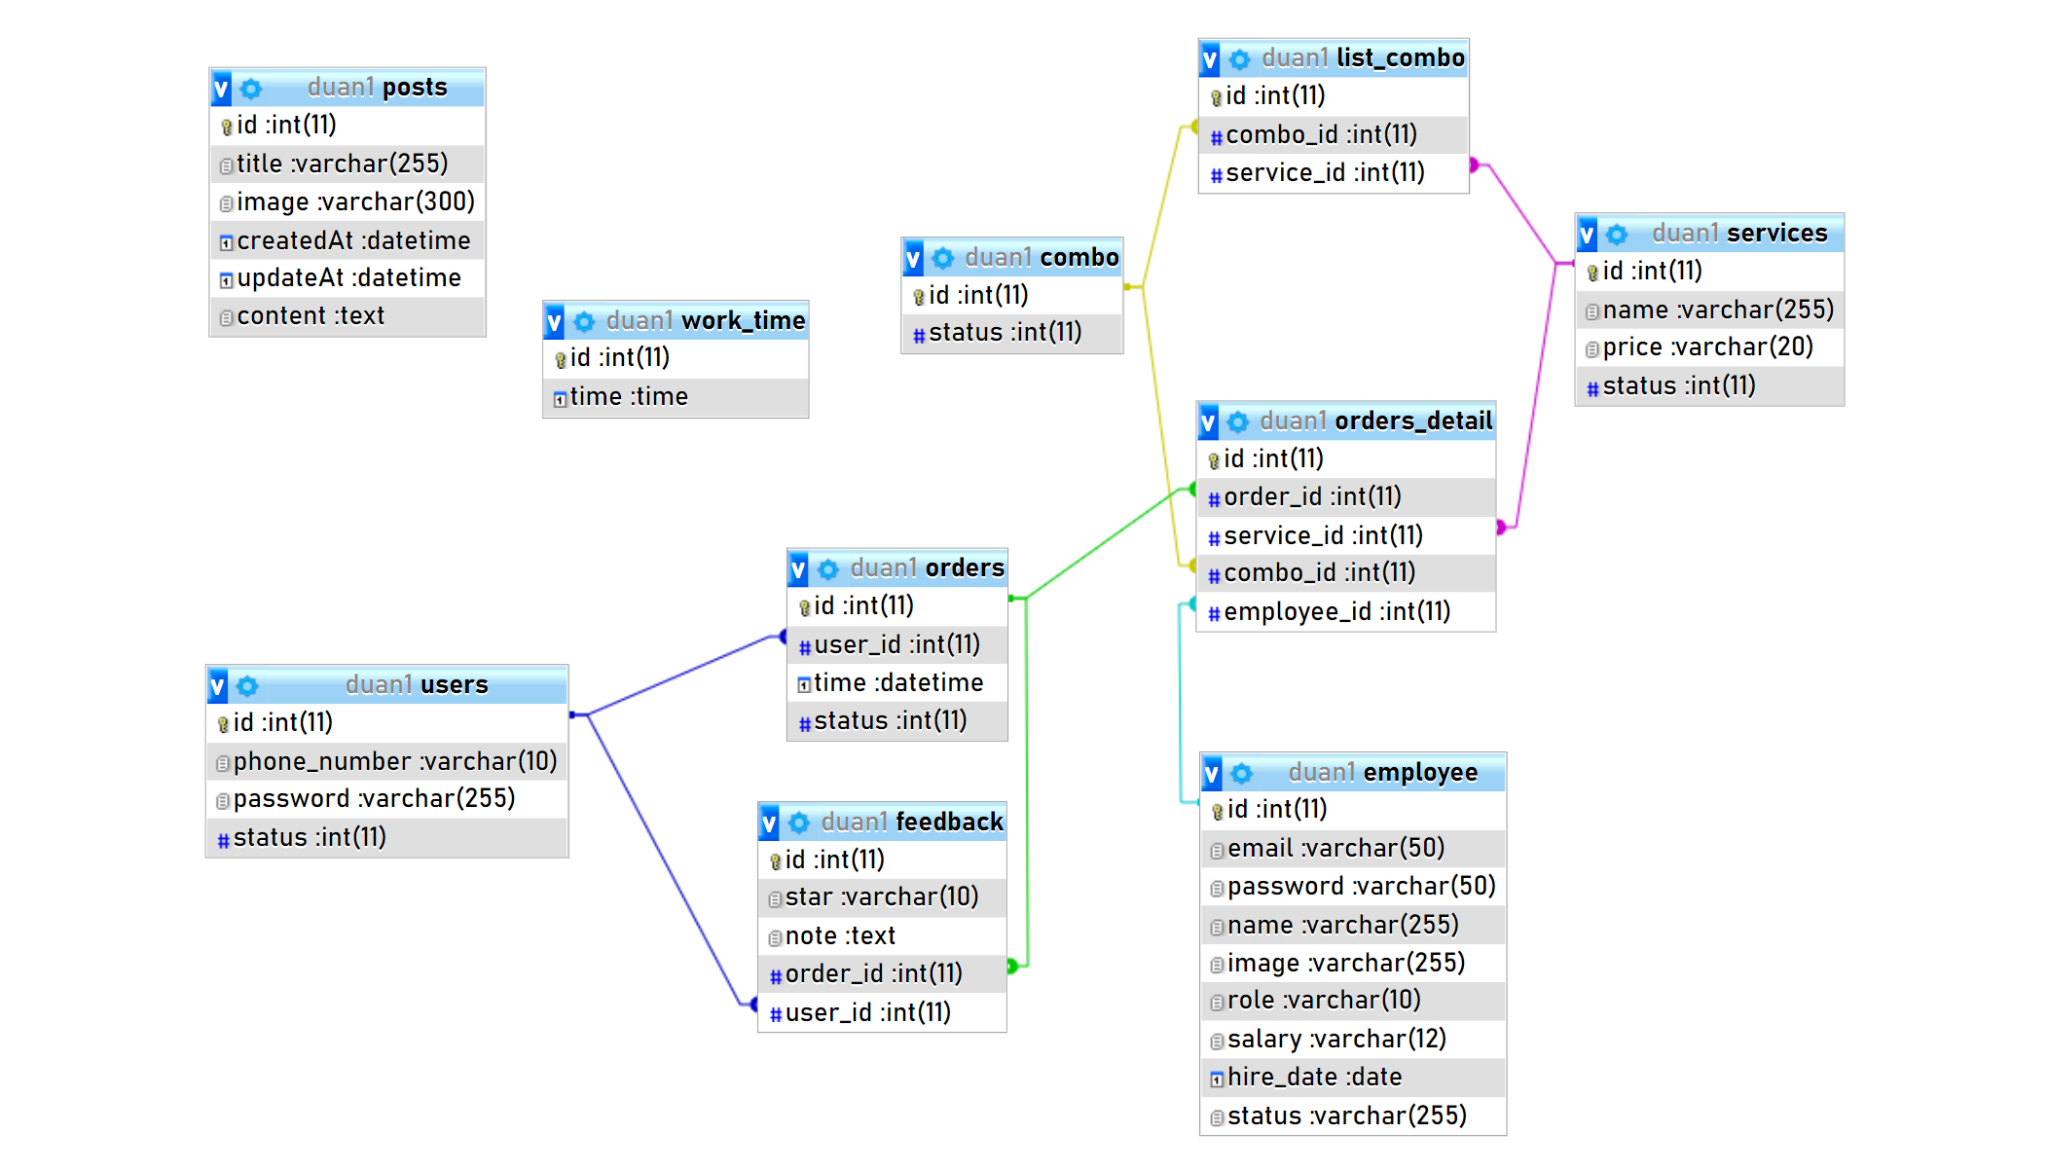 duan1 posts
id :int(11)
title :varchar(255)
image :varchar(300)
createdAt :datetime
updateAt :datetime
content :text
duan1 work_time
id :int(11)
time :time
duan1 combo
id :int(11)
status :int(11)
duan1 list_combo
id :int(11)
combo_id :int(11)
service_id :int(11)
duan1 services
id :int(11)
name :varchar(255)
price :varchar(20)
status :int(11)
duan1 orders_detail
id :int(11)
order_id :int(11)
service_id :int(11)
combo_id :int(11)
employee_id :int(11)
duan1 orders
id :int(11)
user_id :int(11)
time :datetime
status :int(11)
duan1 users
id :int(11)
phone_number :varchar(10)
password :varchar(255)
status :int(11)
duan1 feedback
id :int(11)
star :varchar(10)
note :text
order_id :int(11)
user_id :int(11)
duan1 employee
id :int(11)
email :varchar(50)
password :varchar(50)
name :varchar(255)
image :varchar(255)
role :varchar(10)
salary :varchar(12)
hire_date :date
status :varchar(255)